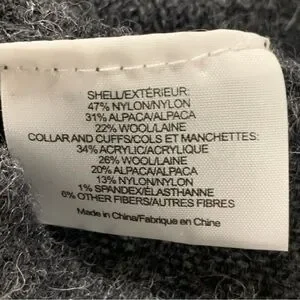 SHELL/EXTÉRIEUR:
47% NYLON/NYLON
31% ALPACA/ALPACA
22% WOOL/LAINE
COLLAR AND CUFFS/COLS ET MANCHETTES:
34% ACRYLIC/ACRYLIQUE
26% WOOL/LAINE
20% ALPACA/ALPACA
13% NYLON/NYLON
1% SPANDEX/ÉLASTHANNE
6% OTHER FIBERS/AUTRES FIBRES
Made in China/Fabrique en Chine